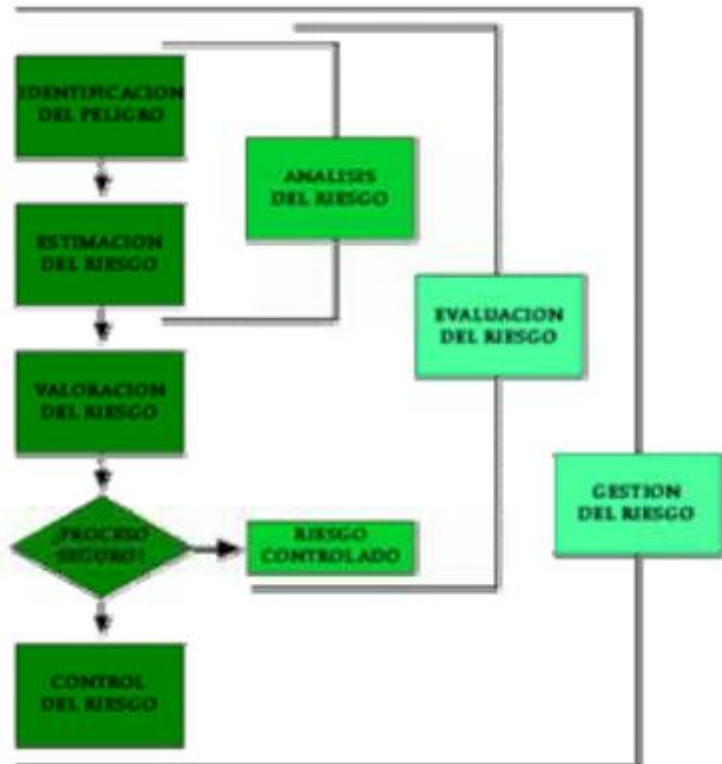 IDENTIFICACION
DEL PELIGRO
ANALISIS
DEL RIESGO
ESTIMACION
DEL RIESGO
EVALUACION
DEL RIESGO
VALORACION
DEL RIESGO
GESTION
DEL RIESGO
¿PROCESO
SEGURO?
RIESGO
CONTROLADO
CONTROL
DEL RIESGO